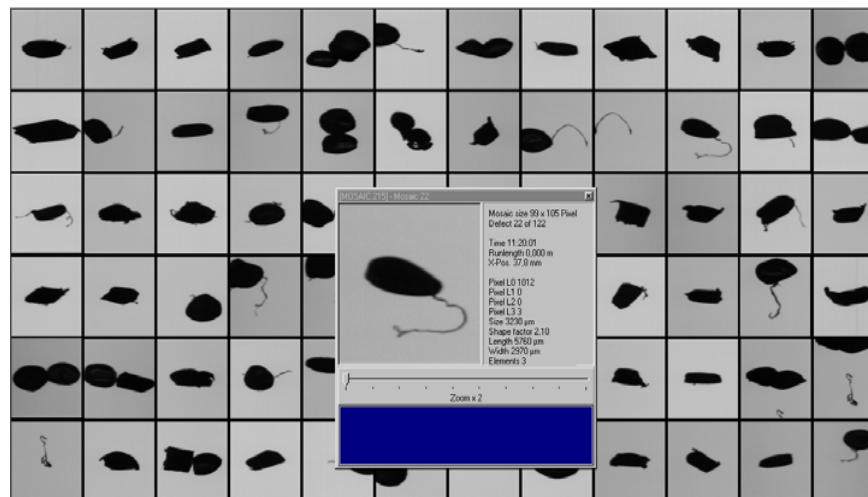 [MOSAIC 215] - Mosaic 22
Mosaic size 99 x 105 Pixel
Defect 22 of 122
Time 11:20:01
Runlength 0,000 m
X-Pos. 37,8 mm
Pixel L0 1012
Pixel L1 0
Pixel L2 0
Pixel L3 3
Size 3230 µm
Shape factor 2,10
Length 5760 µm
Width 2970 µm
Elements 3
Zoom x 2